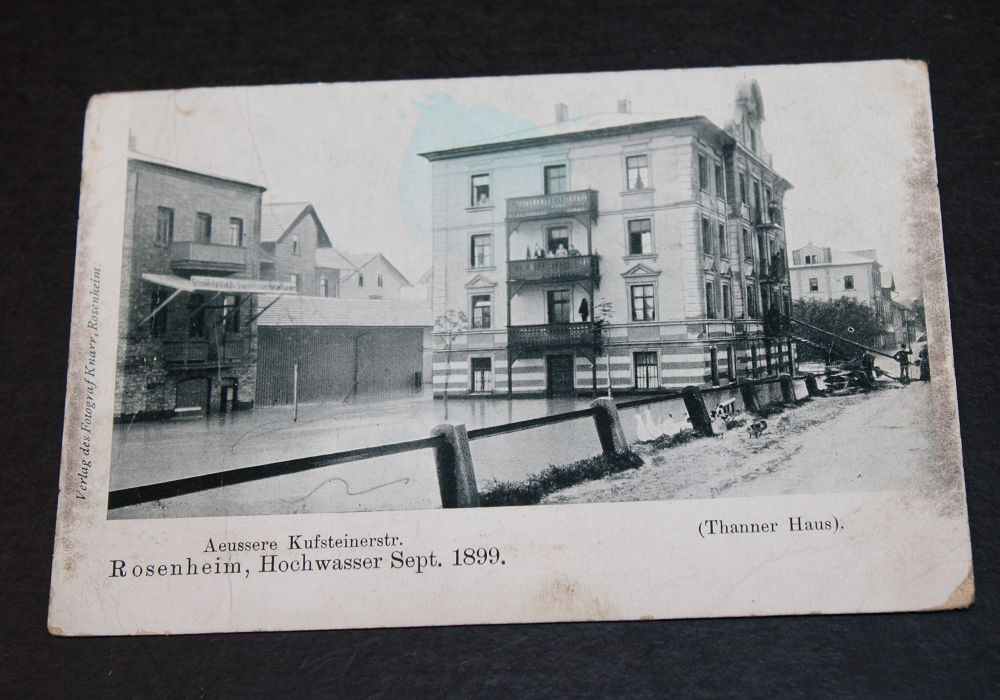 Verlag des Fotograf Knarr, Rosenheim.
Aeussere Kufsteinerstr.
(Thanner Haus).
Rosenheim, Hochwasser Sept. 1899.